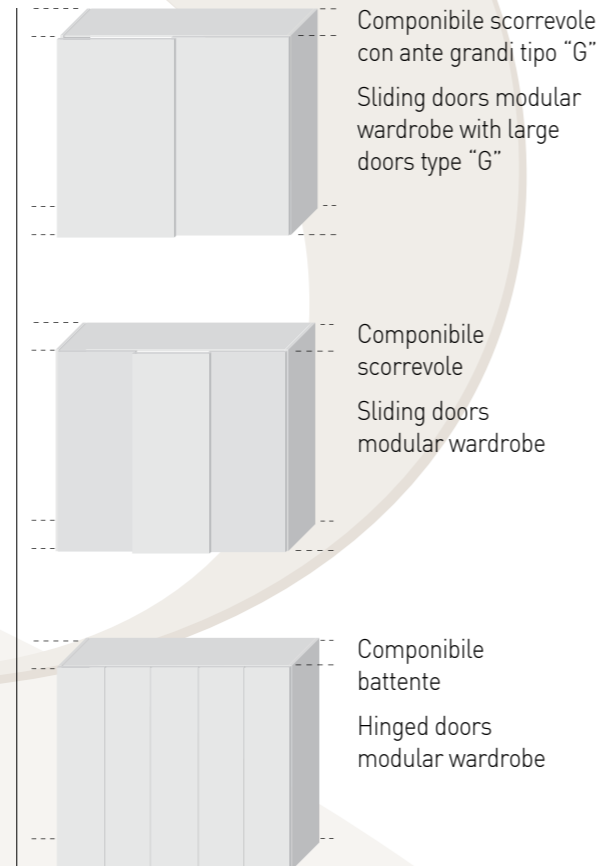 Componibile scorrevole
con ante grandi tipo “G”
Sliding doors modular
wardrobe with large
doors type “G”
Componibile
scorrevole
Sliding doors
modular wardrobe
Componibile
battente
Hinged doors
modular wardrobe